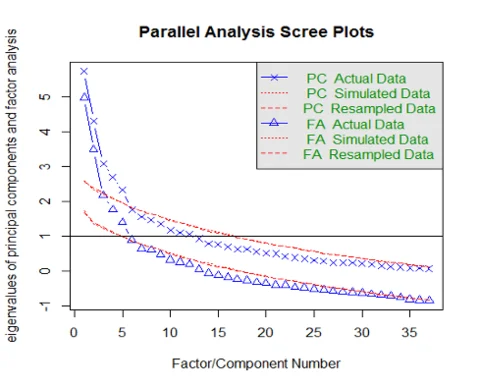 Parallel Analysis Scree Plots
eigenvalues of principal components and factor analysis
PC Actual Data
PC Simulated Data
PC Resampled Data
FA Actual Data
FA Simulated Data
FA Resampled Data
5
4
3
2
1
0
-1
0 5 10 15 20 25 30 35
Factor/Component Number